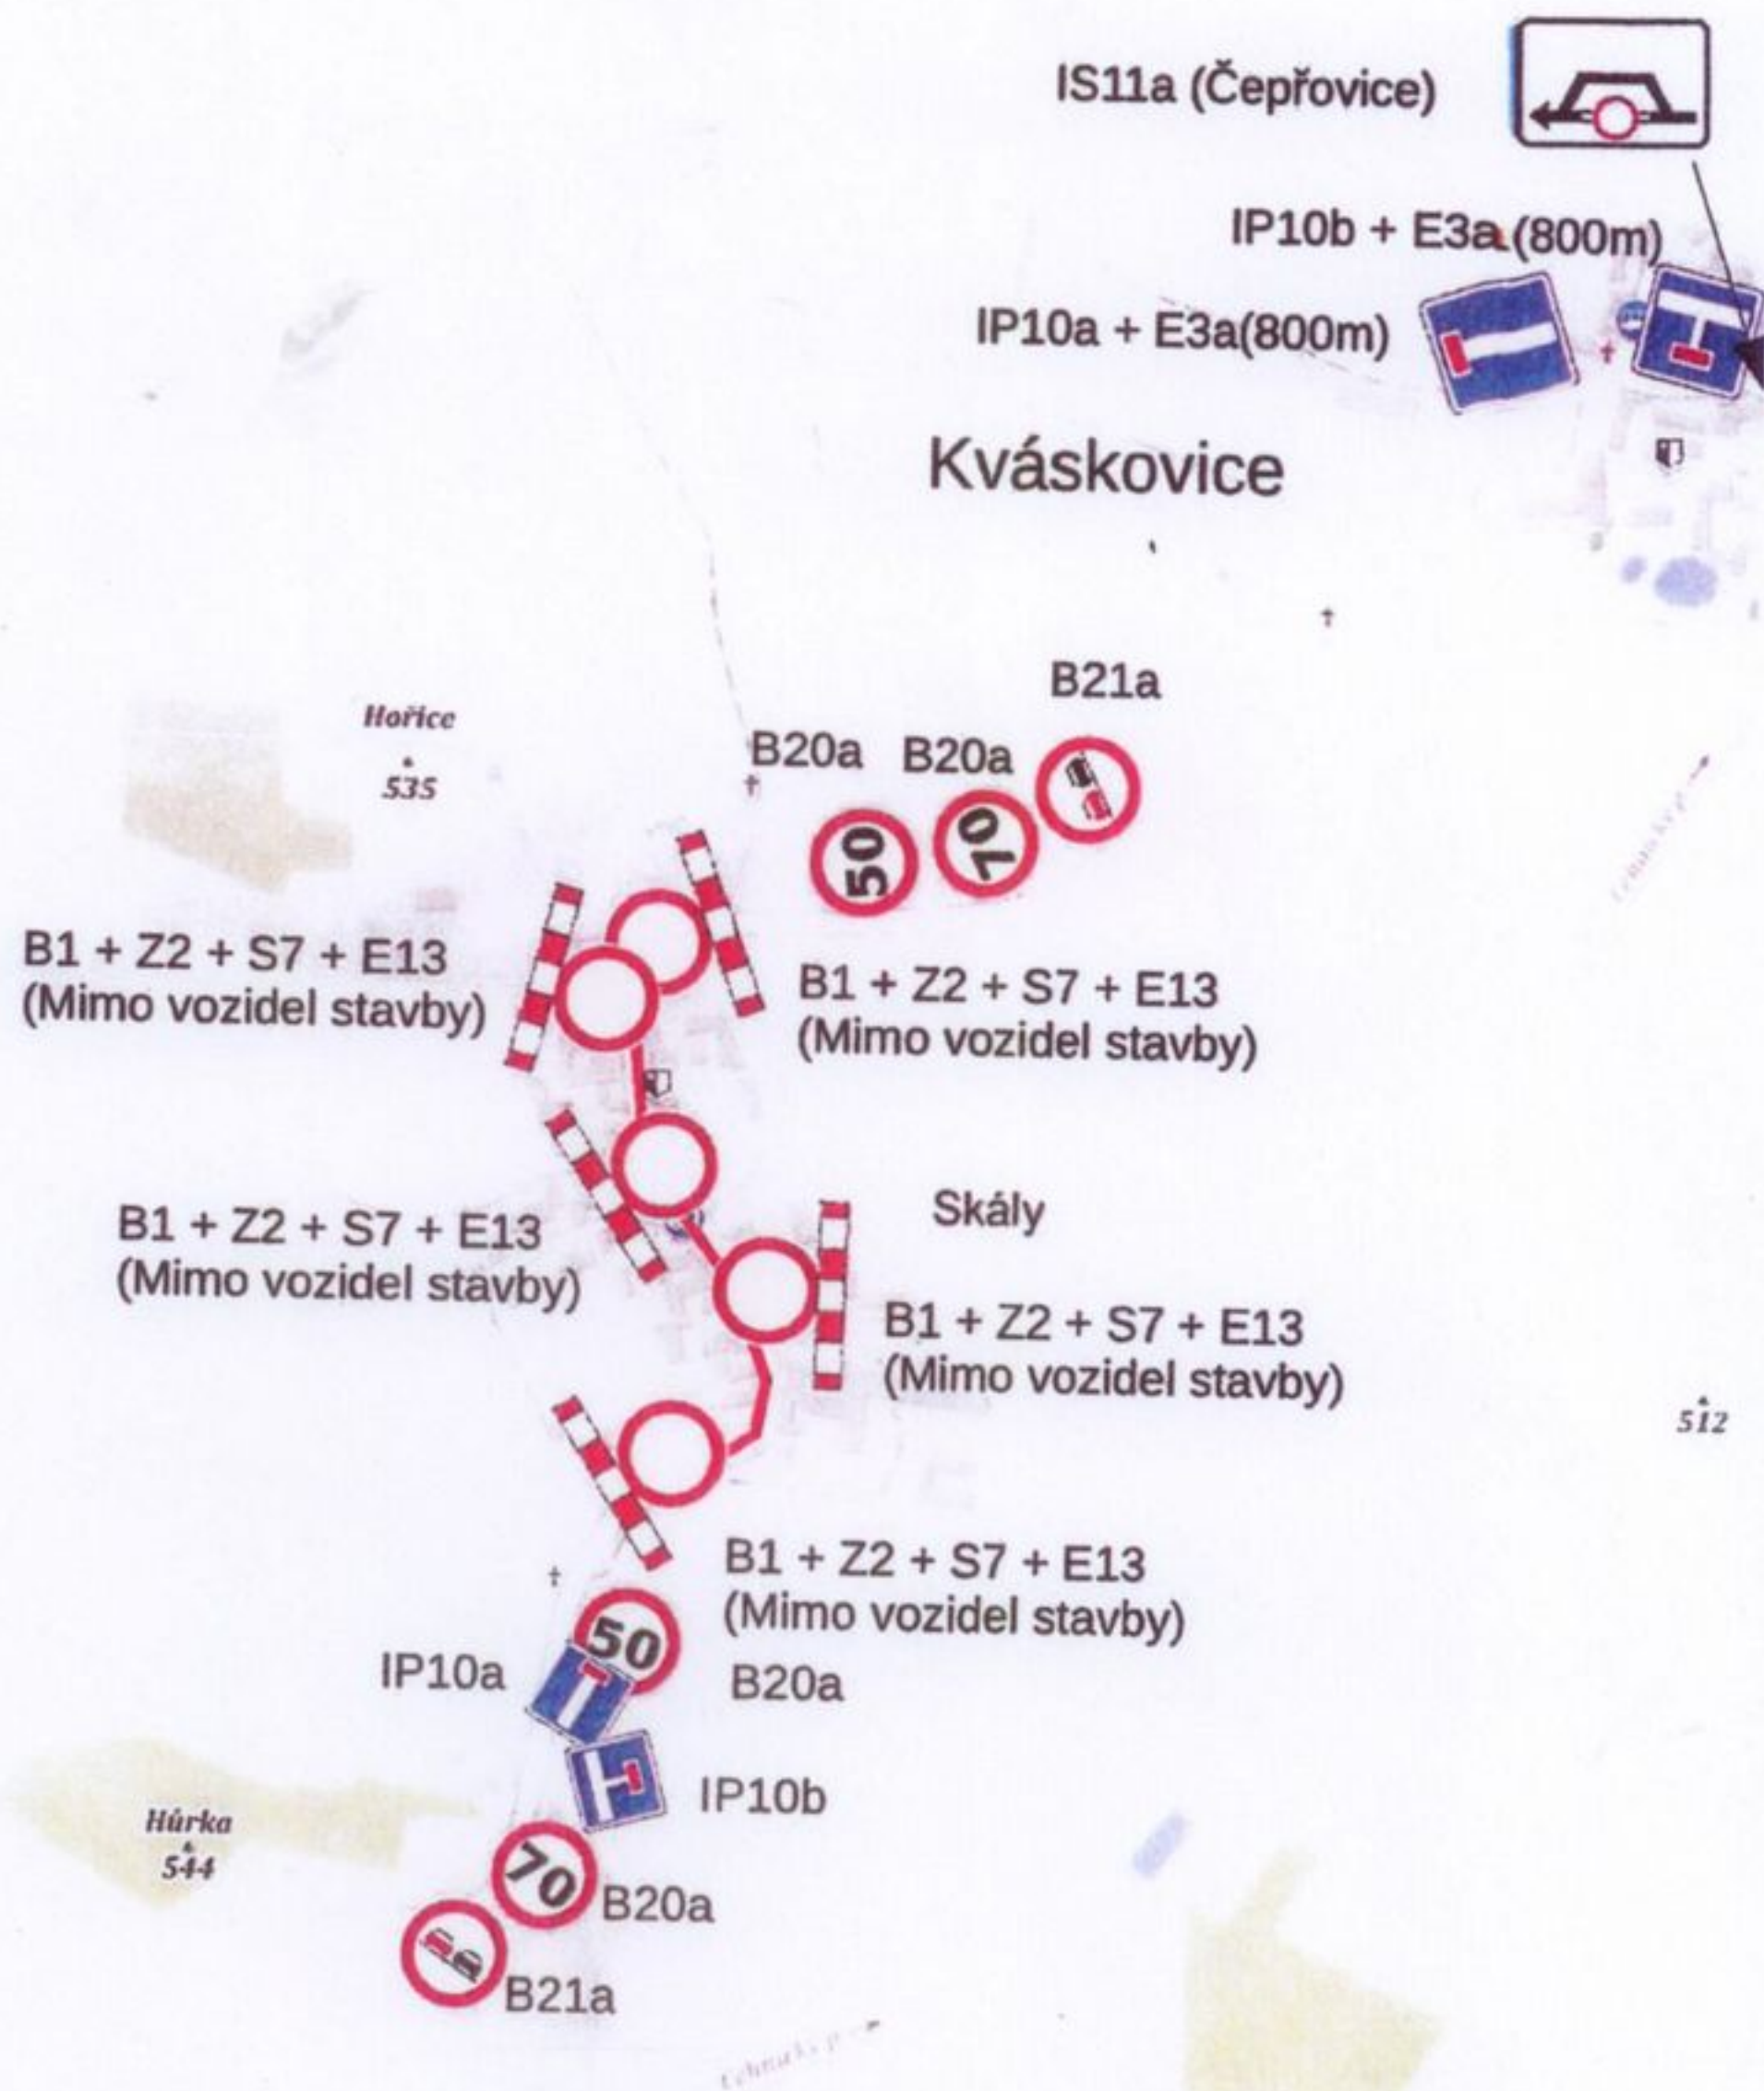 IS11a (Čepřovice)
IP10b + E3a (800m)
IP10a + E3a(800m)
Kváskovice
B21a
Hořice
535
B20a
B20a
50
70
B1 + Z2 + S7 + E13
(Mimo vozidel stavby)
B1 + Z2 + S7 + E13
(Mimo vozidel stavby)
Skály
B1 + Z2 + S7 + E13
(Mimo vozidel stavby)
B1 + Z2 + S7 + E13
(Mimo vozidel stavby)
512
B1 + Z2 + S7 + E13
(Mimo vozidel stavby)
50
IP10a
B20a
IP10b
Hůrka
544
70
B20a
B21a